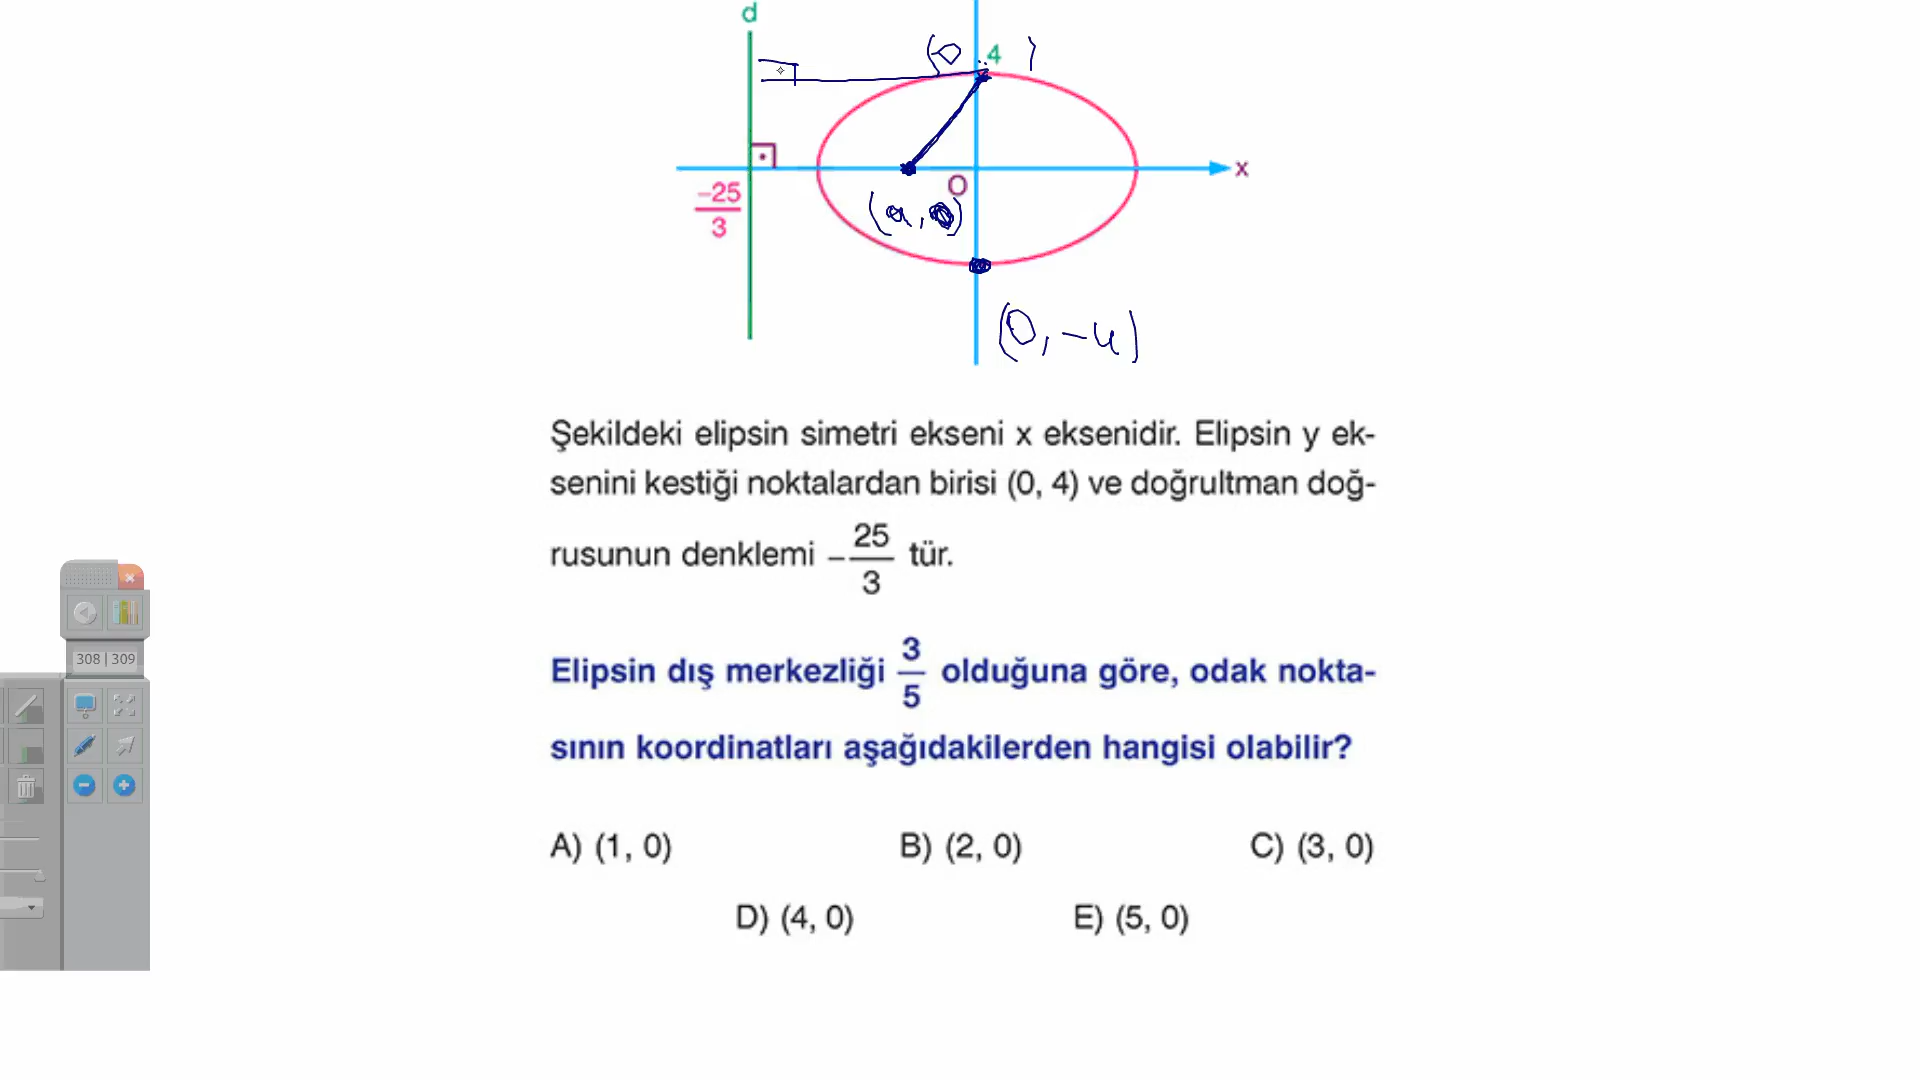 d
(0 4 )
x
O
-25
3
(a, 0)
(0, -4)
Şekildeki elipsin simetri ekseni x eksenidir. Elipsin y ek-
senini kestiği noktalardan birisi (0, 4) ve doğrultman doğ-
rusunun denklemi -25/3 tür.
Elipsin dış merkezliği 3/5 olduğuna göre, odak nokta-
sının koordinatları aşağıdakilerden hangisi olabilir?
A) (1, 0) B) (2, 0) C) (3, 0)
D) (4, 0) E) (5, 0)
308 | 309